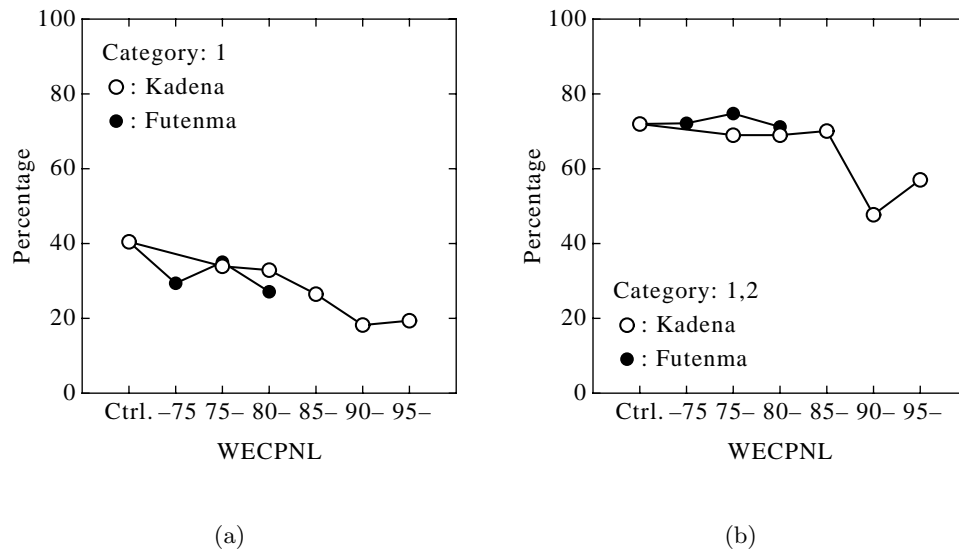 100
80
60
40
20
0
Percentage
Category: 1
: Kadena
: Futenma
Ctrl. –75 75– 80– 85– 90– 95–
WECPNL
(a)
100
80
60
40
20
0
Percentage
Category: 1,2
: Kadena
: Futenma
Ctrl. –75 75– 80– 85– 90– 95–
WECPNL
(b)